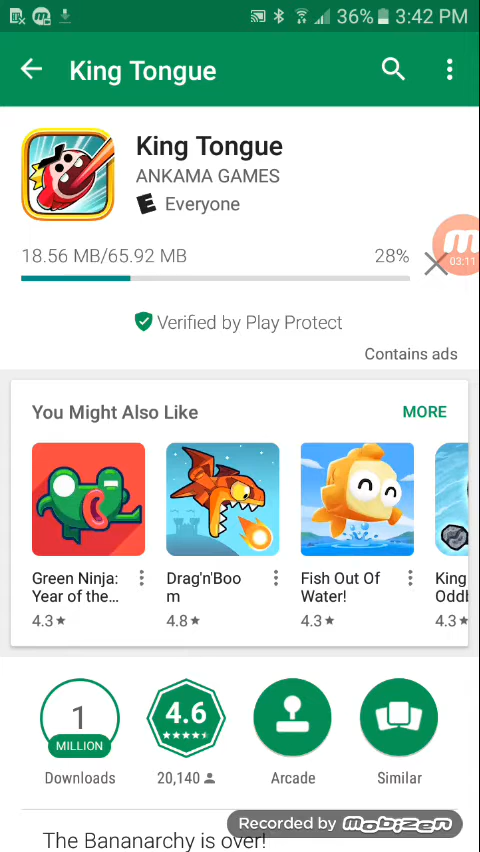 36% 3:42 PM
King Tongue
King Tongue
ANKAMA GAMES
E Everyone
18.56 MB/65.92 MB 28%
03:11
Verified by Play Protect
Contains ads
You Might Also Like MORE
Green Ninja: Drag'n'Boo Fish Out Of King
Year of the... m Water! Oddb
4.3★ 4.8★ 4.3★ 4.3★
1 4.6
MILLION
Downloads 20,140 Arcade Similar
Recorded by MOBIZEN
The Bananarchy is over!